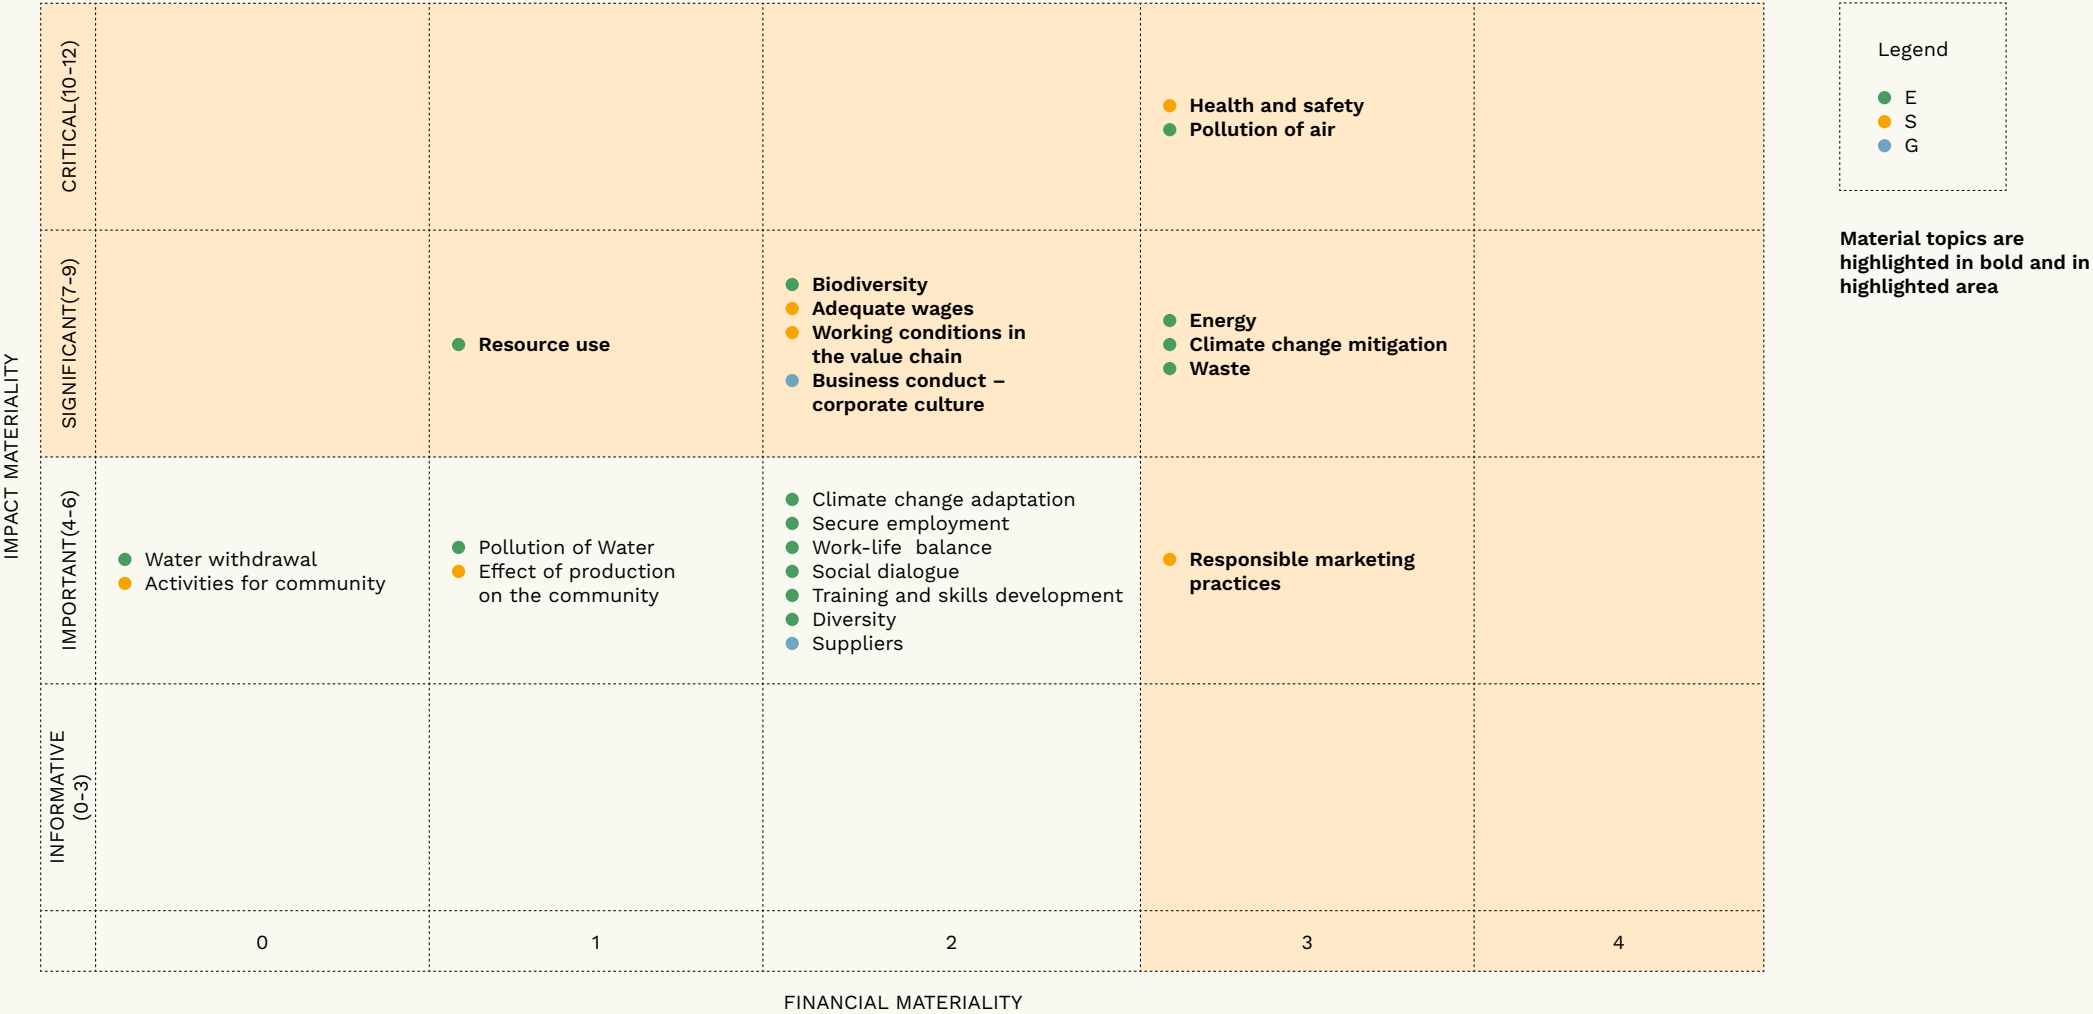 IMPACT MATERIALITY
CRITICAL(10-12)
Health and safety
Pollution of air
SIGNIFICANT(7-9)
Resource use
Biodiversity
Adequate wages
Working conditions in
the value chain
Business conduct –
corporate culture
Energy
Climate change mitigation
Waste
IMPORTANT(4-6)
Water withdrawal
Activities for community
Pollution of Water
Effect of production
on the community
Climate change adaptation
Secure employment
Work-life balance
Social dialogue
Training and skills development
Diversity
Suppliers
Responsible marketing
practices
INFORMATIVE
(0-3)
0
1
2
3
4
FINANCIAL MATERIALITY
Legend
E
S
G
Material topics are
highlighted in bold and in
highlighted area